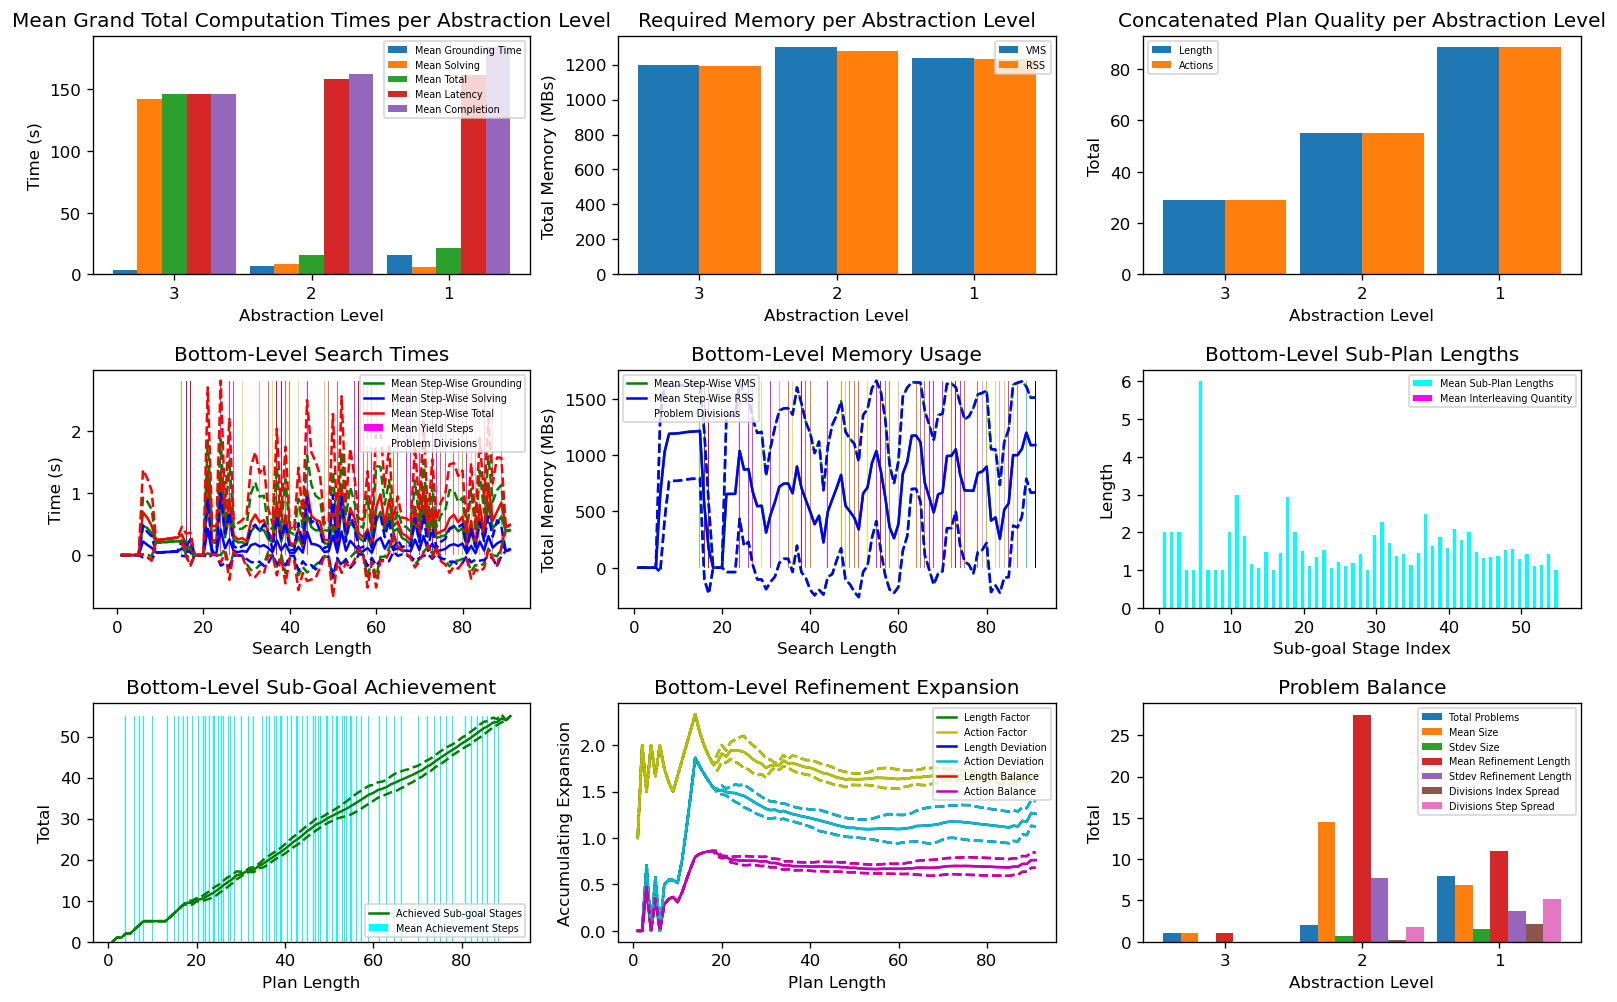 Mean Grand Total Computation Times per Abstraction Level
Time (s)
150
100
50
0
Mean Grounding Time
Mean Solving
Mean Total
Mean Latency
Mean Completion
3 2 1
Abstraction Level
Required Memory per Abstraction Level
Total Memory (MBs)
1200
1000
800
600
400
200
0
VMS
RSS
3 2 1
Abstraction Level
Concatenated Plan Quality per Abstraction Level
Total
80
60
40
20
0
Length
Actions
3 2 1
Abstraction Level
Bottom-Level Search Times
Time (s)
2
1
0
Mean Step-Wise Grounding
Mean Step-Wise Solving
Mean Step-Wise Total
Mean Yield Steps
Problem Divisions
0 20 40 60 80
Search Length
Bottom-Level Memory Usage
Total Memory (MBs)
1500
1000
500
0
Mean Step-Wise VMS
Mean Step-Wise RSS
Problem Divisions
0 20 40 60 80
Search Length
Bottom-Level Sub-Plan Lengths
Length
6
5
4
3
2
1
0
Mean Sub-Plan Lengths
Mean Interleaving Quantity
0 10 20 30 40 50
Sub-goal Stage Index
Bottom-Level Sub-Goal Achievement
Total
50
40
30
20
10
0
Achieved Sub-goal Stages
Mean Achievement Steps
0 20 40 60 80
Plan Length
Bottom-Level Refinement Expansion
Accumulating Expansion
2.0
1.5
1.0
0.5
0.0
Length Factor
Action Factor
Length Deviation
Action Deviation
Length Balance
Action Balance
0 20 40 60 80
Plan Length
Problem Balance
Total
25
20
15
10
5
0
Total Problems
Mean Size
Stdev Size
Mean Refinement Length
Stdev Refinement Length
Divisions Index Spread
Divisions Step Spread
3 2 1
Abstraction Level